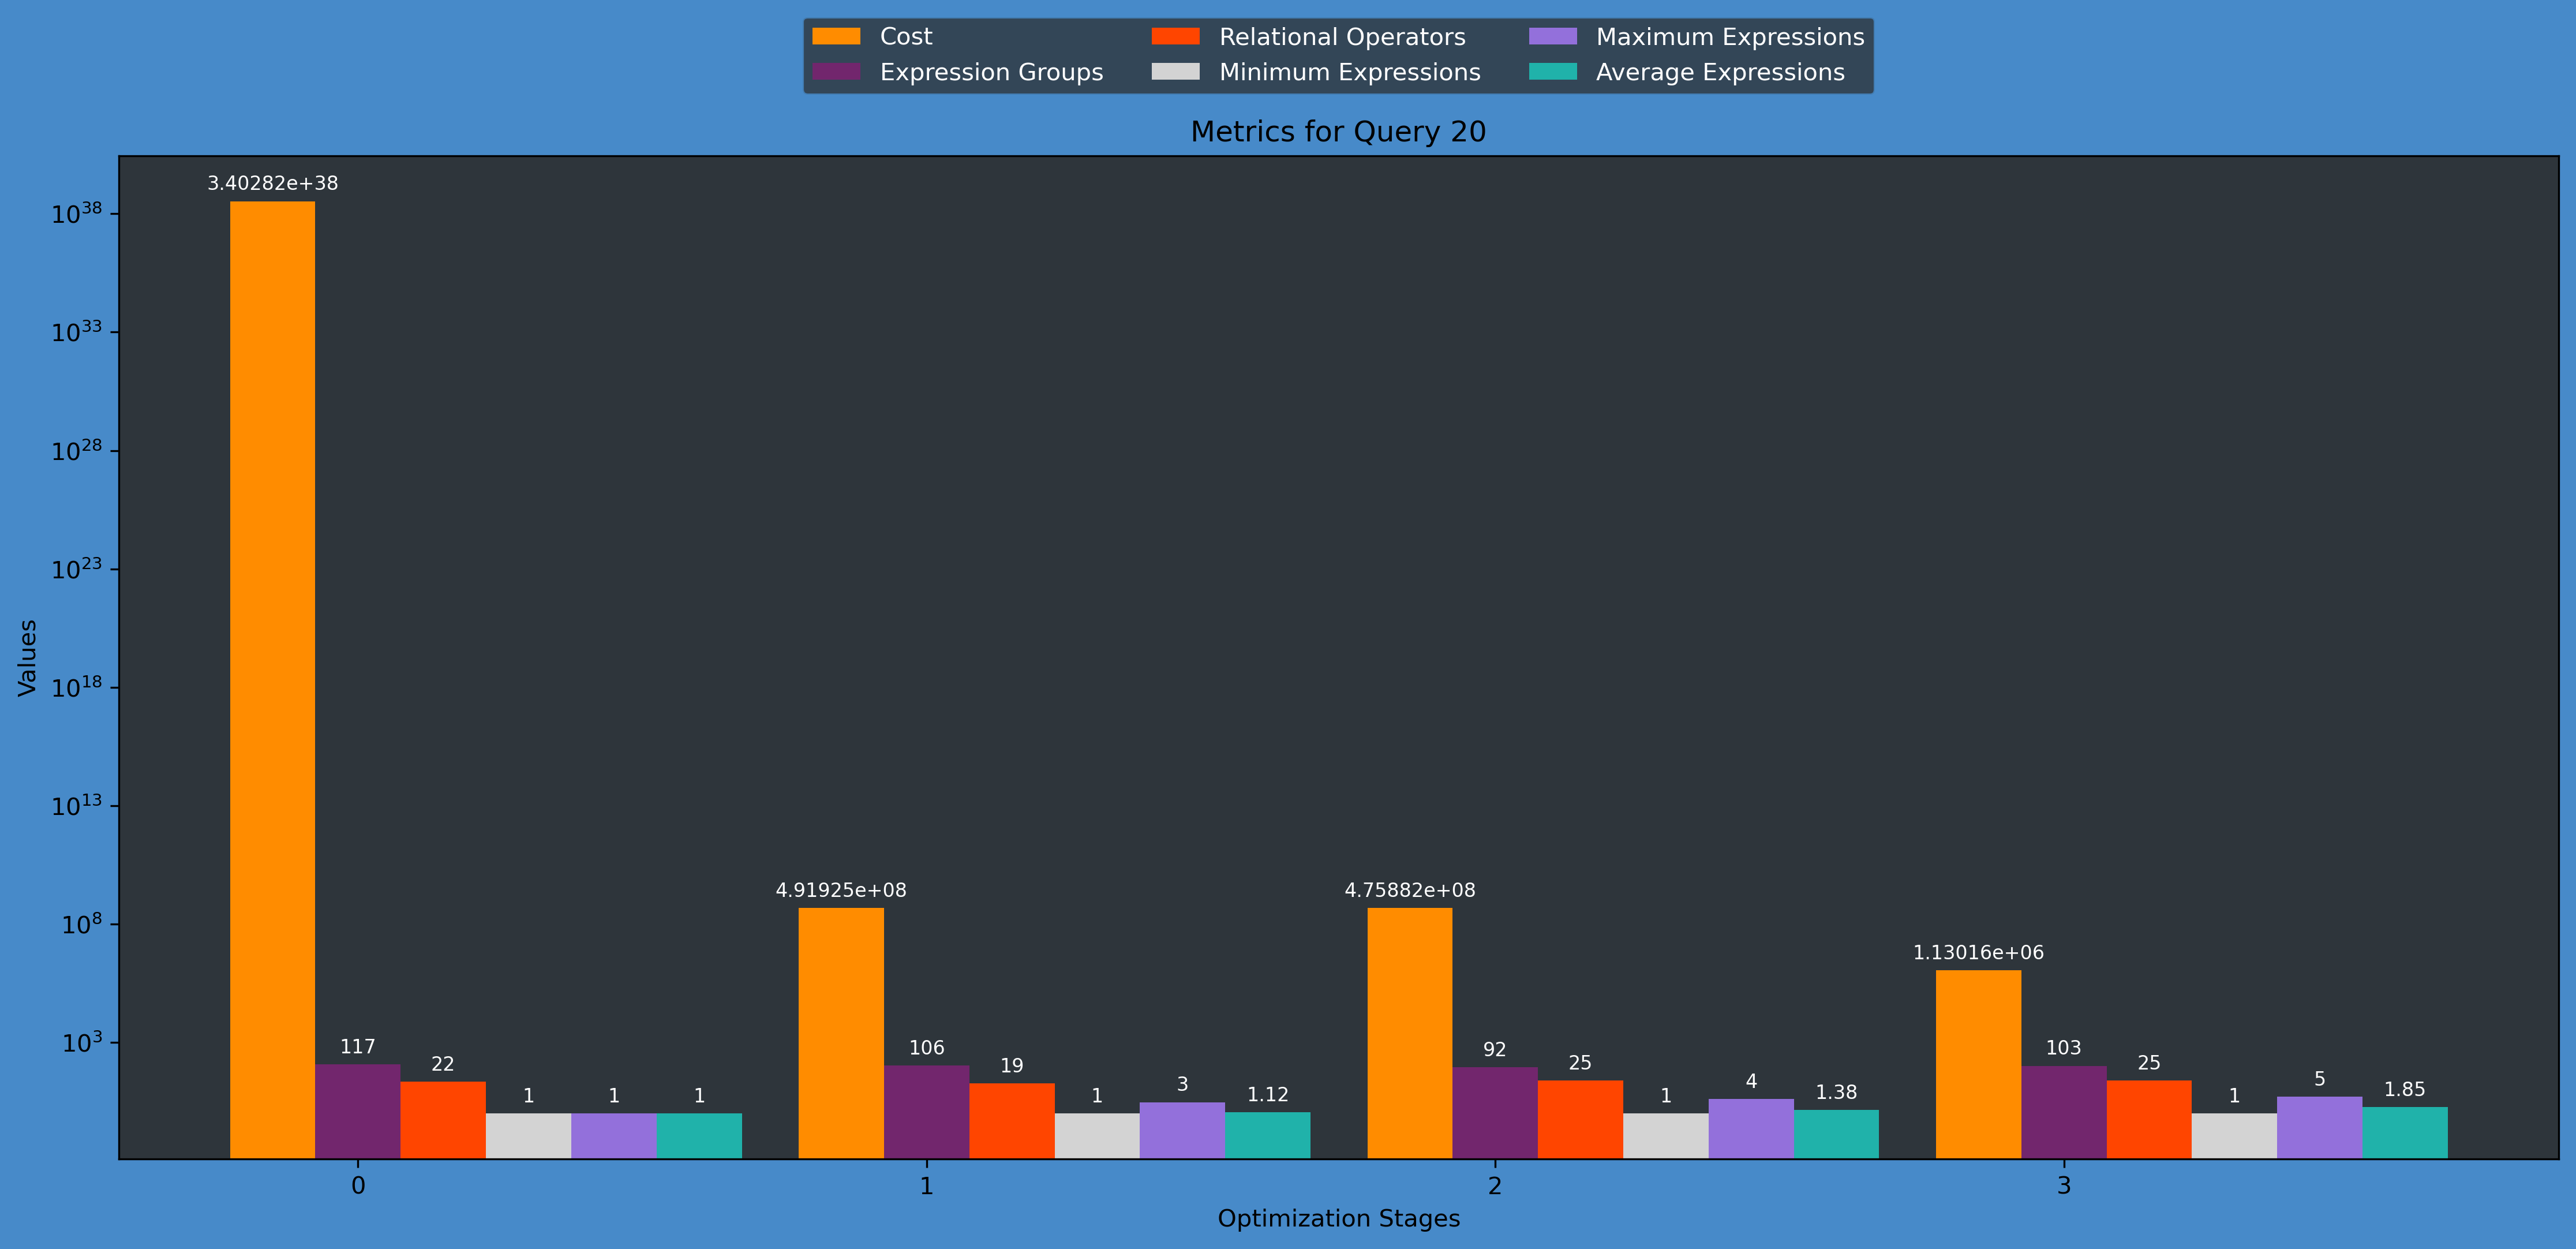 Cost Relational Operators Maximum Expressions
Expression Groups Minimum Expressions Average Expressions
Metrics for Query 20
3.40282e+38
10^38
10^33
10^28
10^23
10^18
10^13
10^8
10^3
Values
117
22
1
1
1
4.91925e+08
106
19
1
3
1.12
4.75882e+08
92
25
1
4
1.38
1.13016e+06
103
25
1
5
1.85
0 1 2 3
Optimization Stages